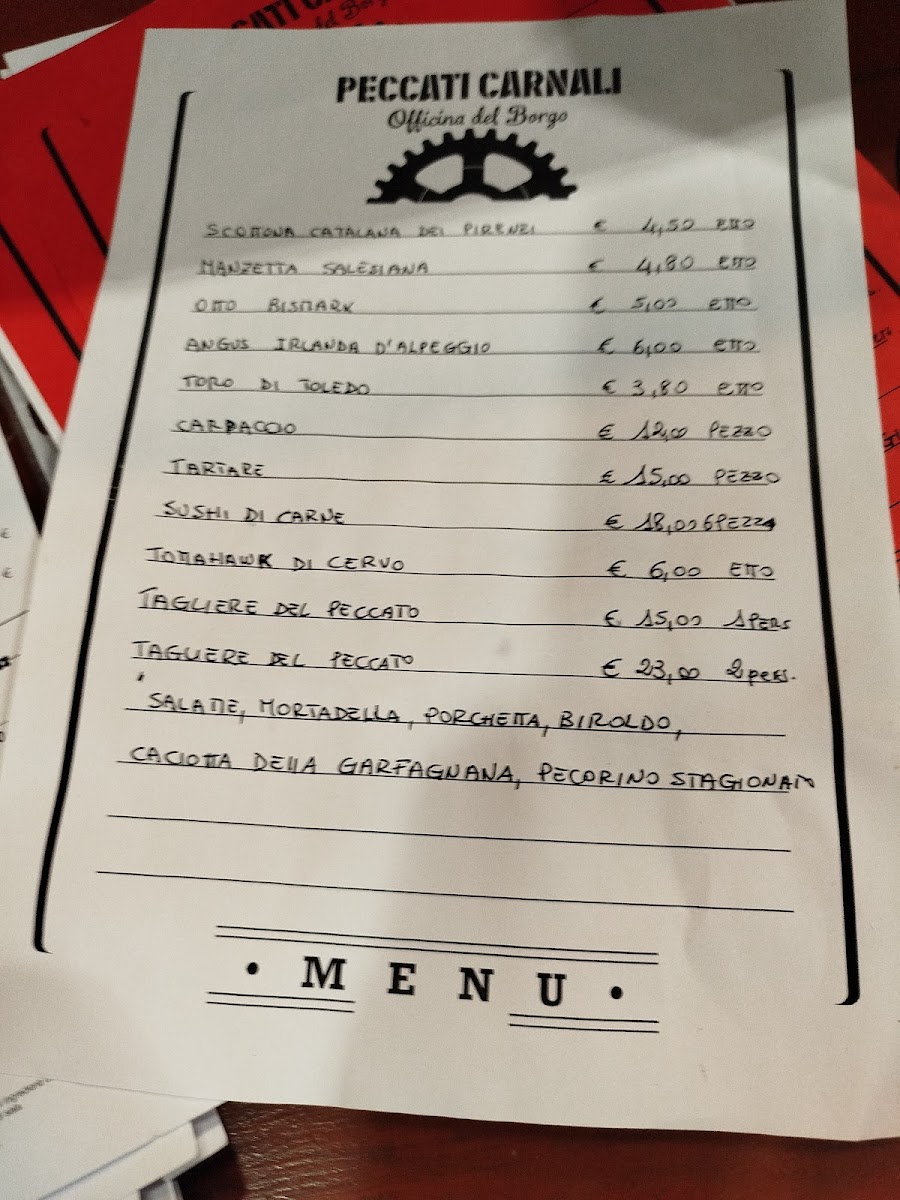 PECCATI CARNALI
Officina del Borgo
SCOTTONA CATALANA DEI PIRENEI € 4,50 ETTO
MANZETTA SALESIANA € 4,80 ETTO
OTTO BISMARK € 5,00 ETTO
ANGUS IRLANDA D'ALPEGGIO € 6,00 ETTO
TORO DI TOLEDO € 3,80 ETTO
CARPACCIO € 12,00 PEZZO
TARTARE € 15,00 PEZZO
SUSHI DI CARNE € 18,00 6PEZZI
TOMAHAWK DI CERVO € 6,00 ETTO
TAGLIERE DEL PECCATO € 15,00 1PERS
TAGLIERE DEL PECCATO € 23,00 2 pers.
SALAME, MORTADELLA, PORCHETTA, BIROLDO,
CACIOTTA DELLA GARFAGNANA, PECORINO STAGIONATO
• MENU •